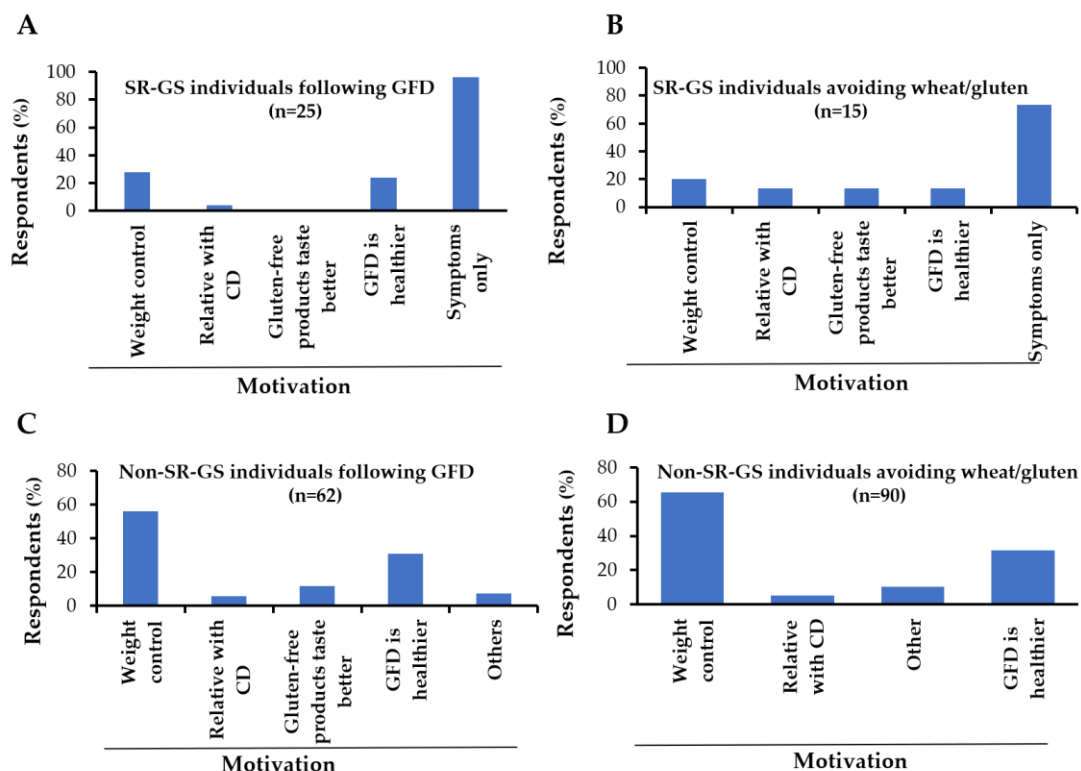 A
Respondents (%)
100
80
60
40
20
0
SR-GS individuals following GFD
(n=25)
Weight control
Relative with
CD
Gluten-free
products taste
better
GFD is
healthier
Symptoms
only
Motivation
B
Respondents (%)
100
80
60
40
20
0
SR-GS individuals avoiding wheat/gluten
(n=15)
Weight control
Relative with
CD
Gluten-free
products taste
better
GFD is
healthier
Symptoms only
Motivation
C
Respondents (%)
80
60
40
20
0
Non-SR-GS individuals following GFD
(n=62)
Weight
control
Relative with
CD
Gluten-free
products taste
better
GFD is
healthier
Others
Motivation
D
Respondents (%)
80
60
40
20
0
Non-SR-GS individuals avoiding wheat/gluten
(n=90)
Weight
control
Relative
with CD
Other
GFD is
healthier
Motivation